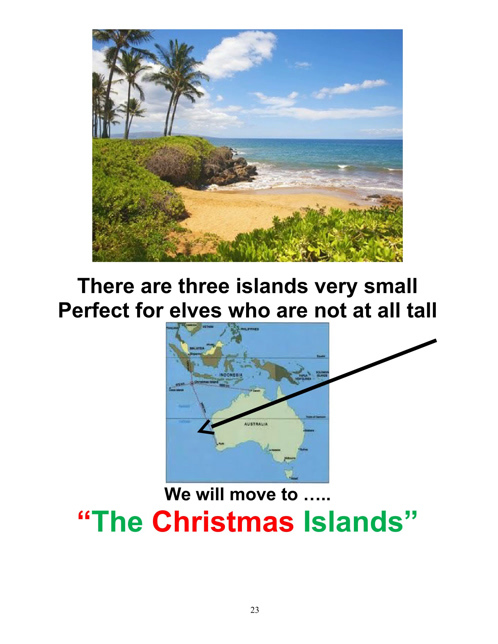 There are three islands very small
Perfect for elves who are not at all tall
PHILIPPINES
INDONESIA
AUSTRALIA
We will move to …..
“The Christmas Islands”
23